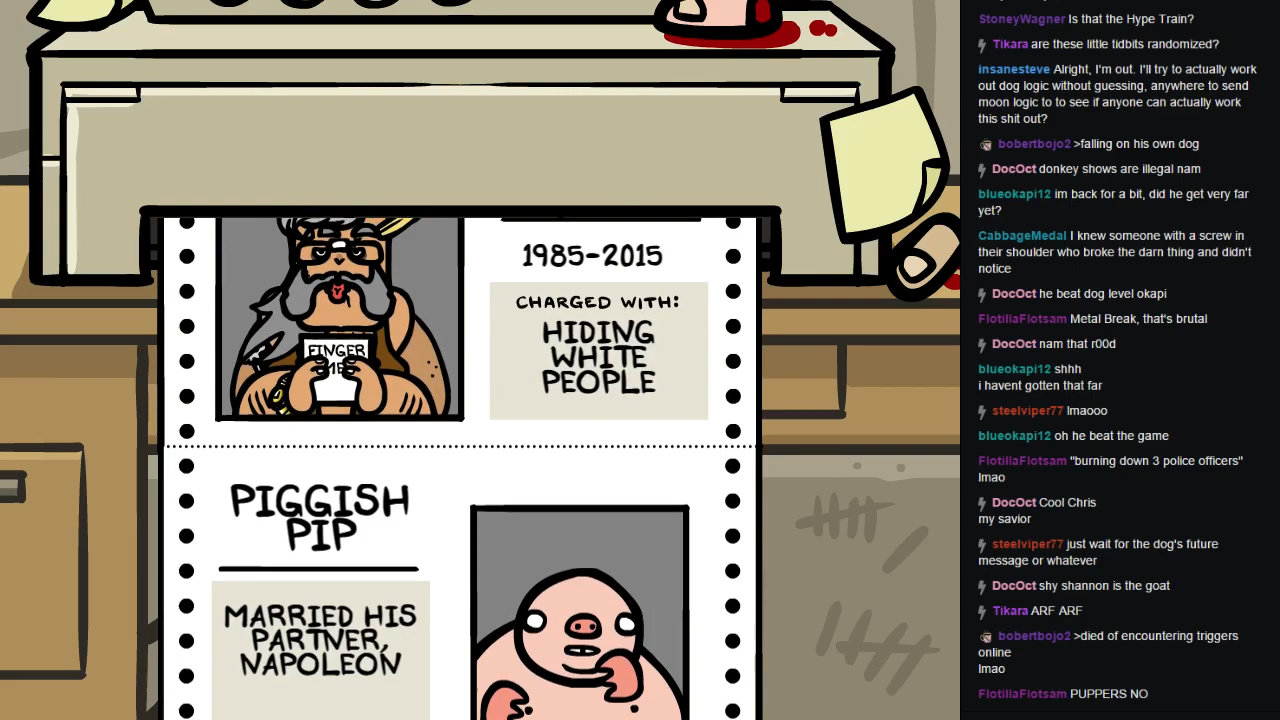 1985-2015
CHARGED WITH:
HIDING
WHITE
PEOPLE
FINGER
ME
PIGGISH
PIP
MARRIED HIS
PARTNER,
NAPOLEON
StoneyWagner Is that the Hype Train?
Tikara are these little tidbits randomized?
insanesteve Alright, I'm out. I'll try to actually work
out dog logic without guessing, anywhere to send
moon logic to to see if anyone can actually work
this shit out?
bobertbojo2 >falling on his own dog
DocOct donkey shows are illegal nam
blueokapi12 im back for a bit, did he get very far
yet?
CabbageMedal I knew someone with a screw in
their shoulder who broke the darn thing and didn't
notice
DocOct he beat dog level okapi
FlotillaFlotsam Metal Break, that's brutal
DocOct nam that r00d
blueokapi12 shhh
i havent gotten that far
steelviper77 lmaooo
blueokapi12 oh he beat the game
FlotillaFlotsam "burning down 3 police officers"
lmao
DocOct Cool Chris
my savior
steelviper77 just wait for the dog's future
message or whatever
DocOct shy shannon is the goat
Tikara ARF ARF
bobertbojo2 >died of encountering triggers
online
lmao
FlotillaFlotsam PUPPERS NO